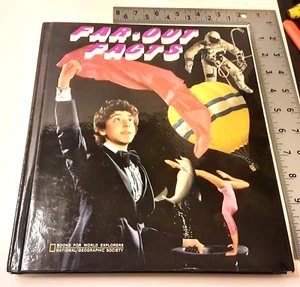 FAR-OUT
FACTS
BOOKS FOR WORLD EXPLORERS
NATIONAL GEOGRAPHIC SOCIETY